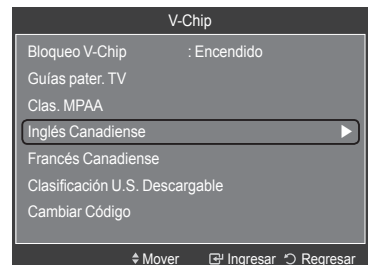 V-Chip
Bloqueo V-Chip : Encendido
Guías pater. TV
Clas. MPAA
Inglés Canadiense
Francés Canadiense
Clasificación U.S. Descargable
Cambiar Código
Mover Ingresar Regresar